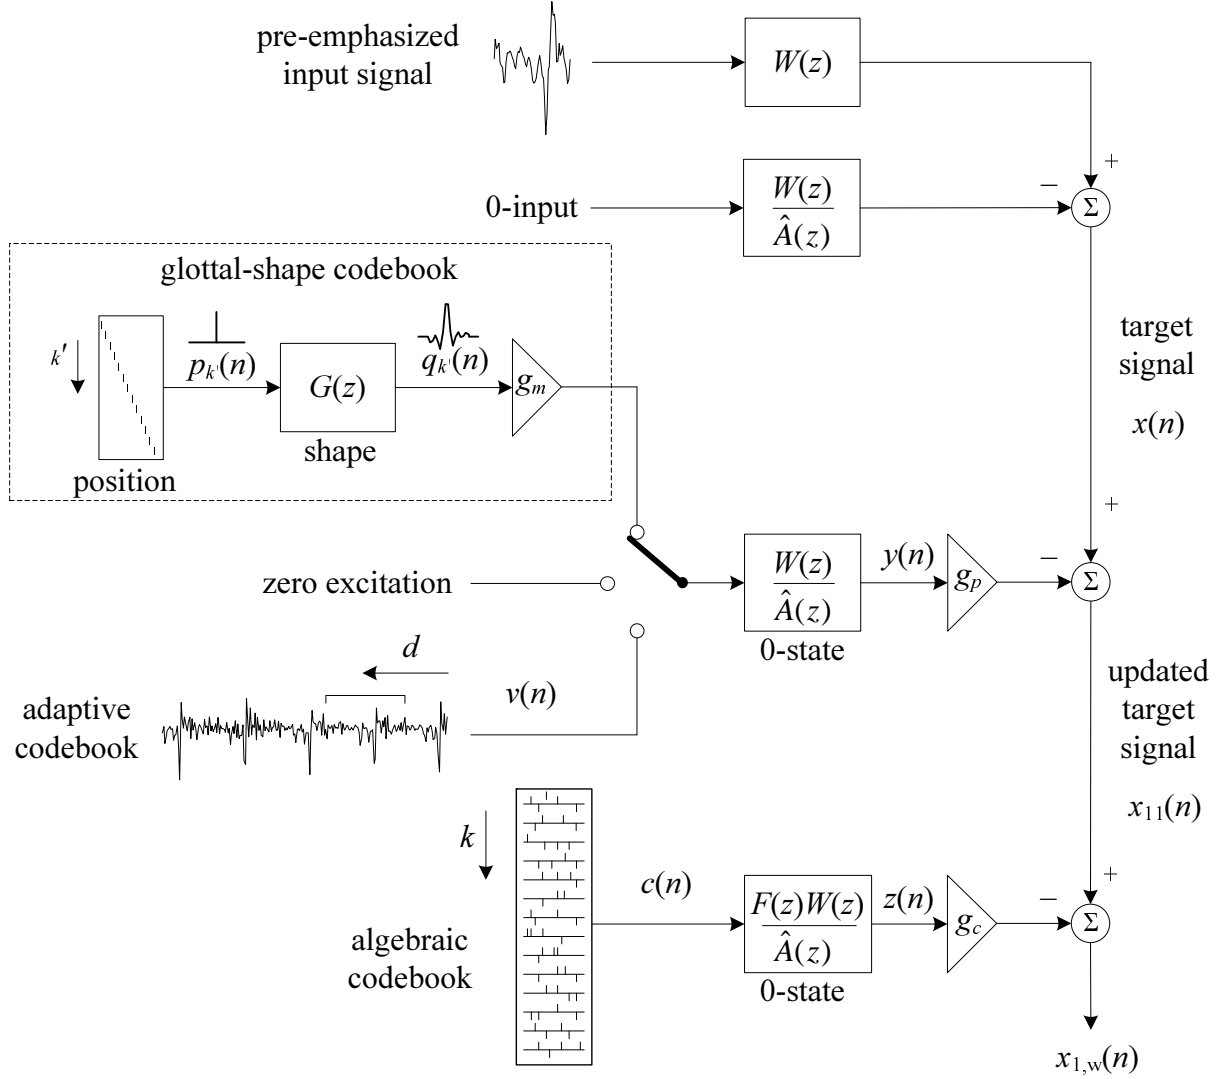 pre-emphasized
input signal
W(z)
+
0-input
W(z)
Â(z)
−
Σ
glottal-shape codebook
k′
p_k'(n)
G(z)
q_k'(n)
g_m
shape
position
target
signal
x(n)
+
zero excitation
W(z)
Â(z)
0-state
y(n)
g_p
−
Σ
d
v(n)
adaptive
codebook
updated
target
signal
x_11(n)
k
c(n)
F(z)W(z)
Â(z)
0-state
z(n)
g_c
+
−
Σ
algebraic
codebook
x_1,w(n)